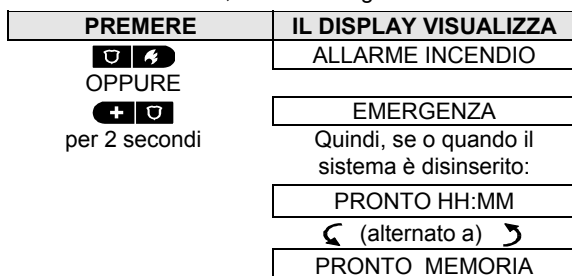 PREMERE
IL DISPLAY VISUALIZZA
ALLARME INCENDIO
OPPURE
EMERGENZA
per 2 secondi
Quindi, se o quando il
sistema è disinserito:
PRONTO HH:MM
(alternato a)
PRONTO MEMORIA